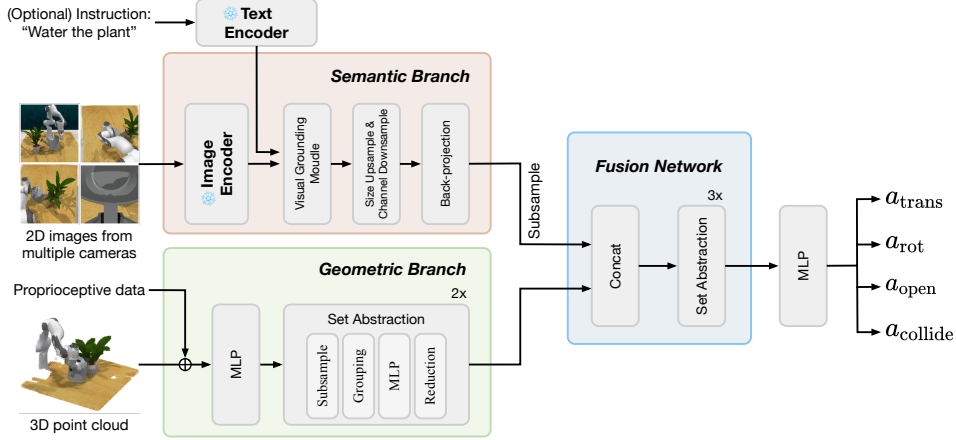 (Optional) Instruction:
“Water the plant”
Text
Encoder
Semantic Branch
Image
Encoder
Visual Grounding
Moudle
Size Upsample &
Channel Downsample
Back-projection
2D images from
multiple cameras
Subsample
Geometric Branch
Proprioceptive data
MLP
2x
Set Abstraction
Subsample
Grouping
MLP
Reduction
3D point cloud
Fusion Network
Concat
3x
Set Abstraction
MLP
a_trans
a_rot
a_open
a_collide